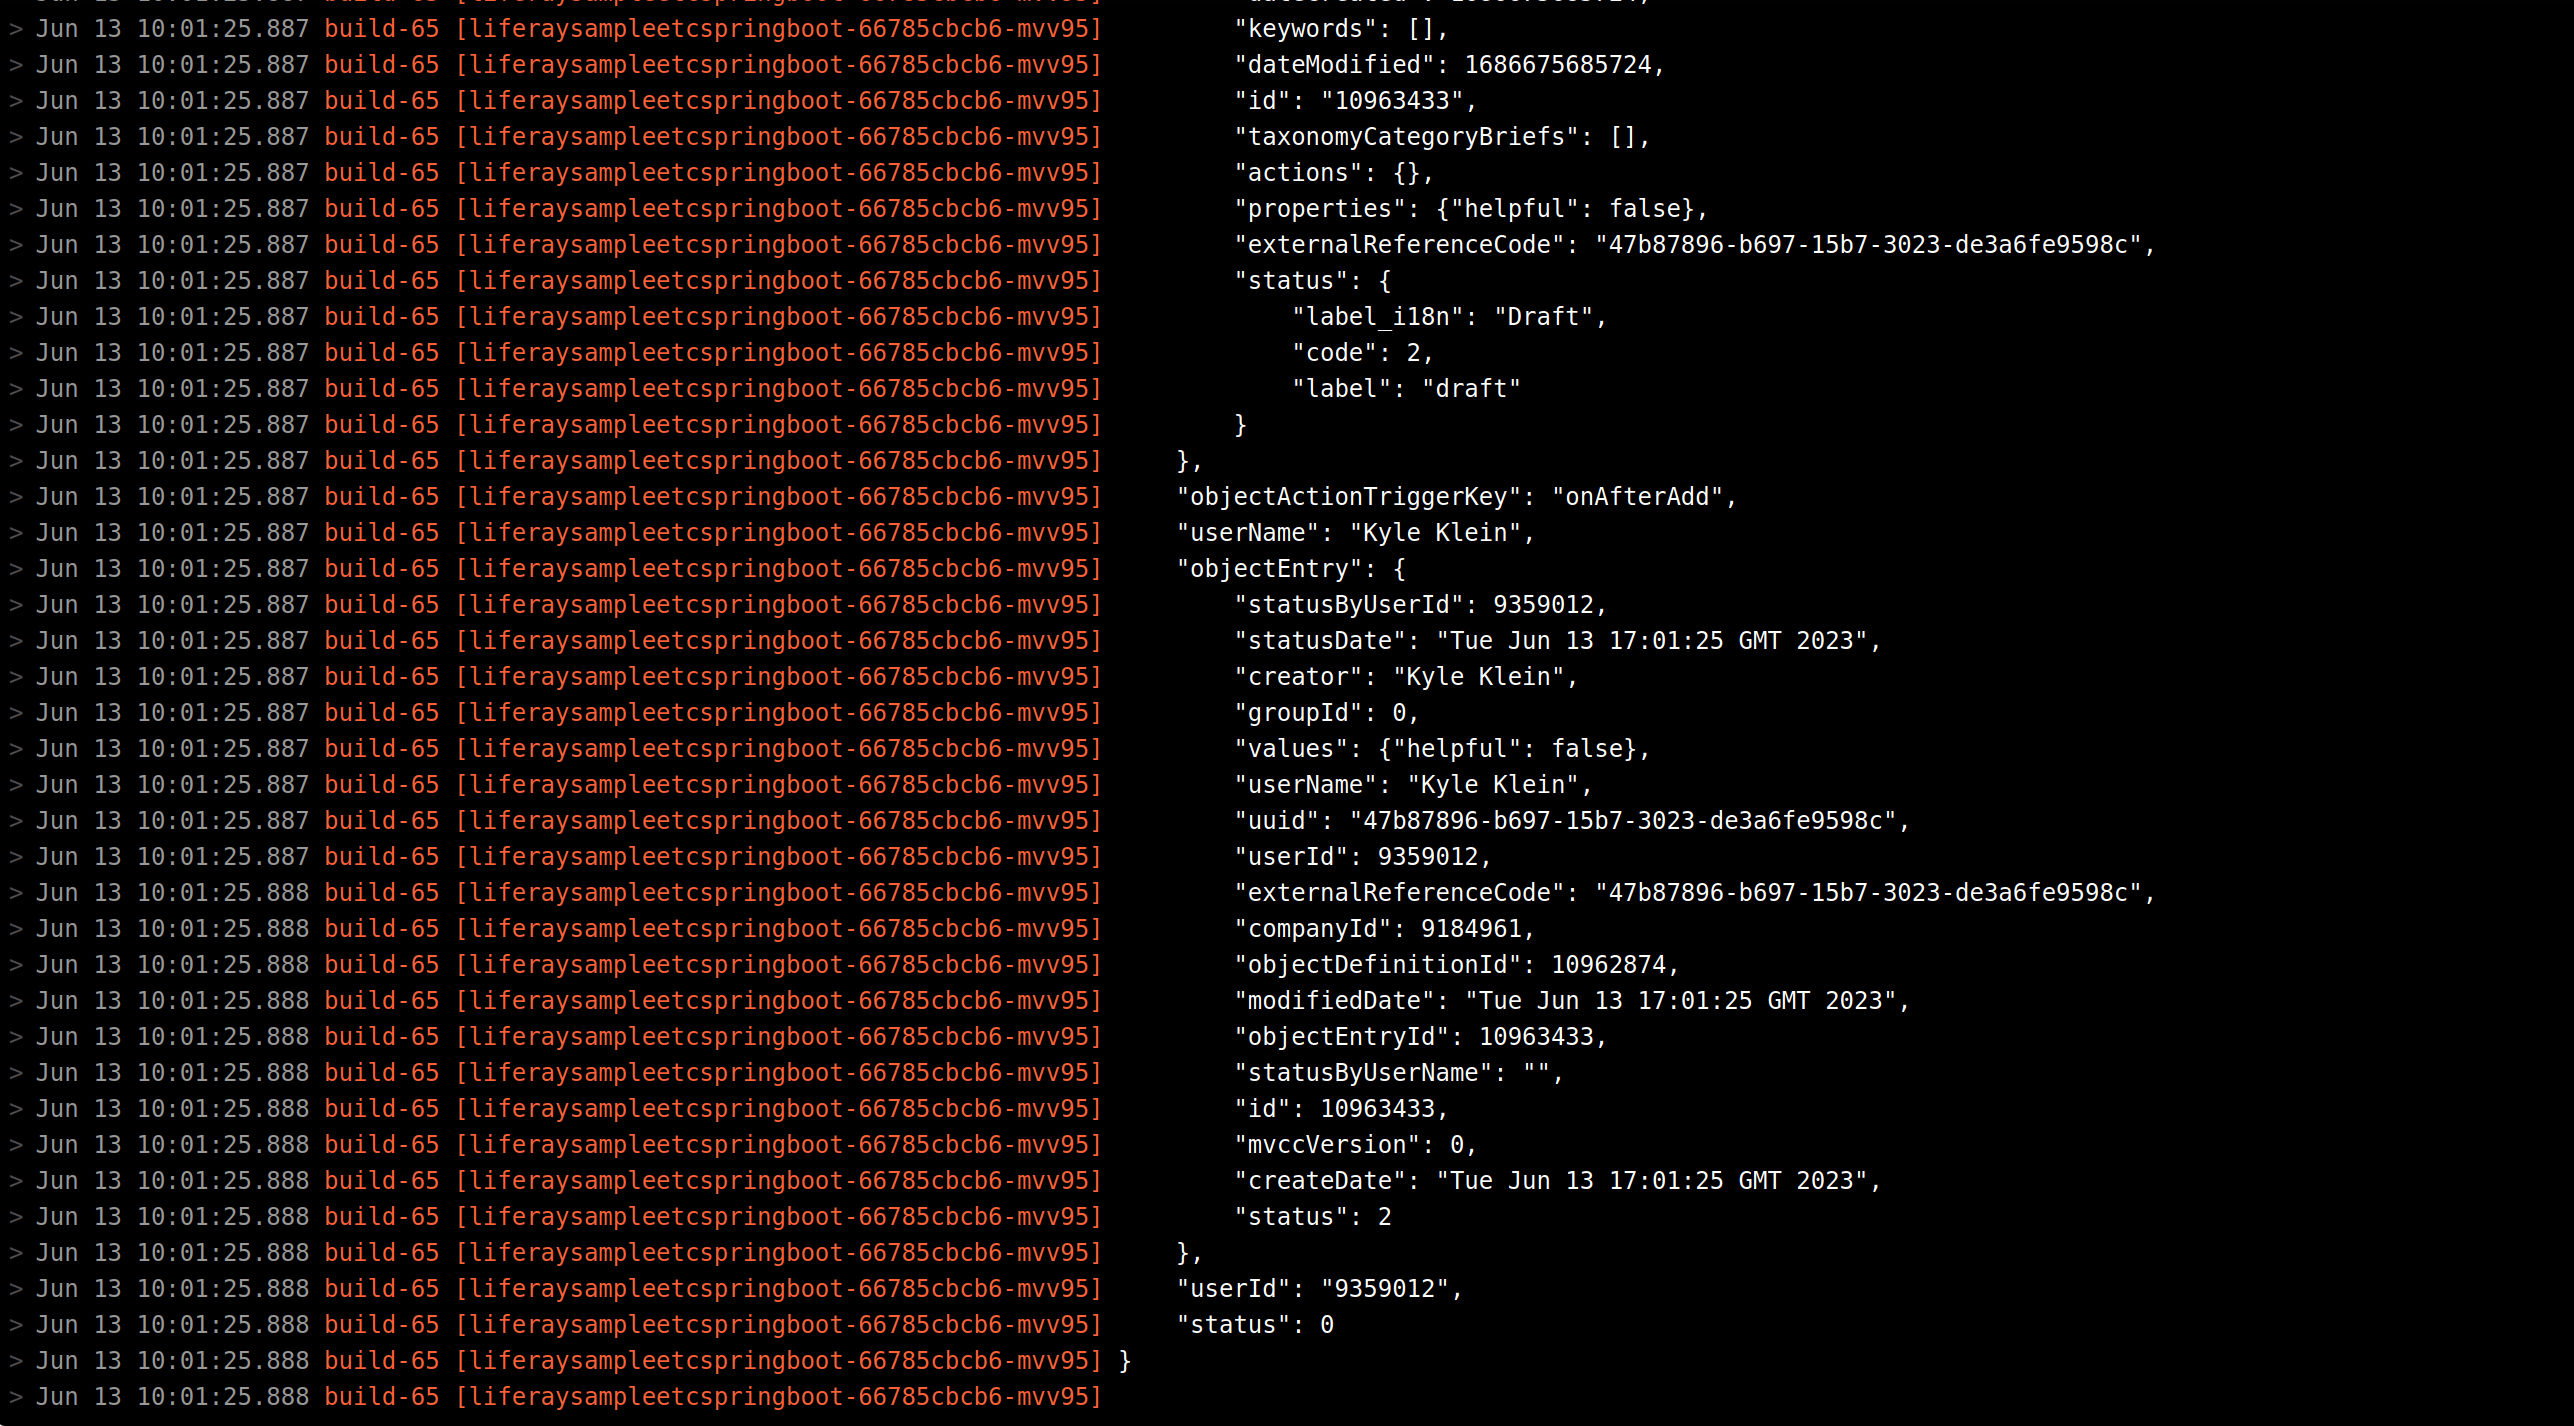 > Jun 13 10:01:25.887 build-65 [liferaysampleetcspringboot-66785cbcb6-mvv95] "keywords": [],
> Jun 13 10:01:25.887 build-65 [liferaysampleetcspringboot-66785cbcb6-mvv95] "dateModified": 1686675685724,
> Jun 13 10:01:25.887 build-65 [liferaysampleetcspringboot-66785cbcb6-mvv95] "id": "10963433",
> Jun 13 10:01:25.887 build-65 [liferaysampleetcspringboot-66785cbcb6-mvv95] "taxonomyCategoryBriefs": [],
> Jun 13 10:01:25.887 build-65 [liferaysampleetcspringboot-66785cbcb6-mvv95] "actions": {},
> Jun 13 10:01:25.887 build-65 [liferaysampleetcspringboot-66785cbcb6-mvv95] "properties": {"helpful": false},
> Jun 13 10:01:25.887 build-65 [liferaysampleetcspringboot-66785cbcb6-mvv95] "externalReferenceCode": "47b87896-b697-15b7-3023-de3a6fe9598c",
> Jun 13 10:01:25.887 build-65 [liferaysampleetcspringboot-66785cbcb6-mvv95] "status": {
> Jun 13 10:01:25.887 build-65 [liferaysampleetcspringboot-66785cbcb6-mvv95] "label_i18n": "Draft",
> Jun 13 10:01:25.887 build-65 [liferaysampleetcspringboot-66785cbcb6-mvv95] "code": 2,
> Jun 13 10:01:25.887 build-65 [liferaysampleetcspringboot-66785cbcb6-mvv95] "label": "draft"
> Jun 13 10:01:25.887 build-65 [liferaysampleetcspringboot-66785cbcb6-mvv95] }
> Jun 13 10:01:25.887 build-65 [liferaysampleetcspringboot-66785cbcb6-mvv95] },
> Jun 13 10:01:25.887 build-65 [liferaysampleetcspringboot-66785cbcb6-mvv95] "objectActionTriggerKey": "onAfterAdd",
> Jun 13 10:01:25.887 build-65 [liferaysampleetcspringboot-66785cbcb6-mvv95] "userName": "Kyle Klein",
> Jun 13 10:01:25.887 build-65 [liferaysampleetcspringboot-66785cbcb6-mvv95] "objectEntry": {
> Jun 13 10:01:25.887 build-65 [liferaysampleetcspringboot-66785cbcb6-mvv95] "statusByUserId": 9359012,
> Jun 13 10:01:25.887 build-65 [liferaysampleetcspringboot-66785cbcb6-mvv95] "statusDate": "Tue Jun 13 17:01:25 GMT 2023",
> Jun 13 10:01:25.887 build-65 [liferaysampleetcspringboot-66785cbcb6-mvv95] "creator": "Kyle Klein",
> Jun 13 10:01:25.887 build-65 [liferaysampleetcspringboot-66785cbcb6-mvv95] "groupId": 0,
> Jun 13 10:01:25.887 build-65 [liferaysampleetcspringboot-66785cbcb6-mvv95] "values": {"helpful": false},
> Jun 13 10:01:25.887 build-65 [liferaysampleetcspringboot-66785cbcb6-mvv95] "userName": "Kyle Klein",
> Jun 13 10:01:25.887 build-65 [liferaysampleetcspringboot-66785cbcb6-mvv95] "uuid": "47b87896-b697-15b7-3023-de3a6fe9598c",
> Jun 13 10:01:25.887 build-65 [liferaysampleetcspringboot-66785cbcb6-mvv95] "userId": 9359012,
> Jun 13 10:01:25.888 build-65 [liferaysampleetcspringboot-66785cbcb6-mvv95] "externalReferenceCode": "47b87896-b697-15b7-3023-de3a6fe9598c",
> Jun 13 10:01:25.888 build-65 [liferaysampleetcspringboot-66785cbcb6-mvv95] "companyId": 9184961,
> Jun 13 10:01:25.888 build-65 [liferaysampleetcspringboot-66785cbcb6-mvv95] "objectDefinitionId": 10962874,
> Jun 13 10:01:25.888 build-65 [liferaysampleetcspringboot-66785cbcb6-mvv95] "modifiedDate": "Tue Jun 13 17:01:25 GMT 2023",
> Jun 13 10:01:25.888 build-65 [liferaysampleetcspringboot-66785cbcb6-mvv95] "objectEntryId": 10963433,
> Jun 13 10:01:25.888 build-65 [liferaysampleetcspringboot-66785cbcb6-mvv95] "statusByUserName": "",
> Jun 13 10:01:25.888 build-65 [liferaysampleetcspringboot-66785cbcb6-mvv95] "id": 10963433,
> Jun 13 10:01:25.888 build-65 [liferaysampleetcspringboot-66785cbcb6-mvv95] "mvccVersion": 0,
> Jun 13 10:01:25.888 build-65 [liferaysampleetcspringboot-66785cbcb6-mvv95] "createDate": "Tue Jun 13 17:01:25 GMT 2023",
> Jun 13 10:01:25.888 build-65 [liferaysampleetcspringboot-66785cbcb6-mvv95] "status": 2
> Jun 13 10:01:25.888 build-65 [liferaysampleetcspringboot-66785cbcb6-mvv95] },
> Jun 13 10:01:25.888 build-65 [liferaysampleetcspringboot-66785cbcb6-mvv95] "userId": "9359012",
> Jun 13 10:01:25.888 build-65 [liferaysampleetcspringboot-66785cbcb6-mvv95] "status": 0
> Jun 13 10:01:25.888 build-65 [liferaysampleetcspringboot-66785cbcb6-mvv95] }
> Jun 13 10:01:25.888 build-65 [liferaysampleetcspringboot-66785cbcb6-mvv95]